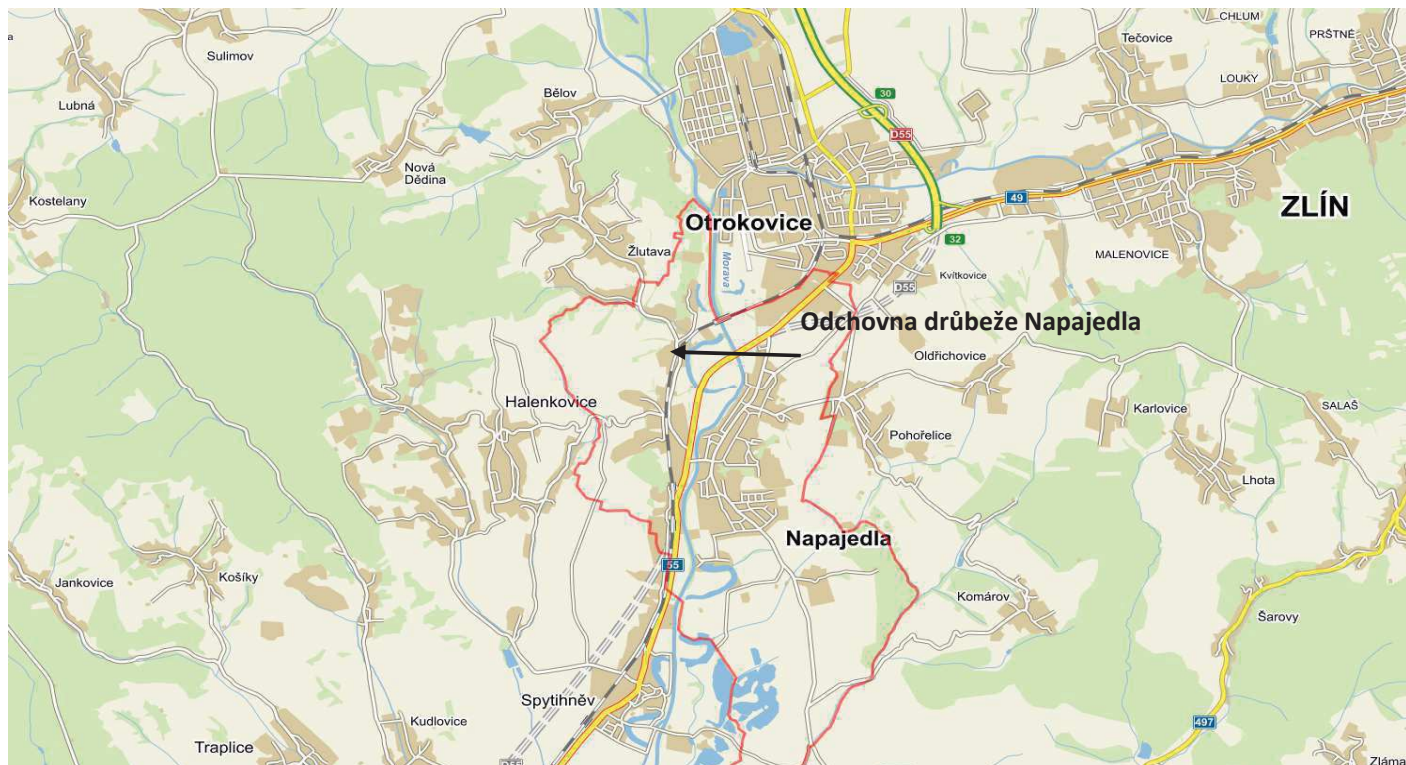 CHLUM
a
Sulimov
Tečovice
PRŠTNÉ
LOUKY
Bělov
30
Lubná
D55
Nová
Dědina
49
Kostelany
ZLÍN
Otrokovice
32
Žlutava
MALENOVICE
Morava
Kvítkovice
D55
Odchovna drůbeže Napajedla
Oldřichovice
Halenkovice
Karlovice
SALAŠ
Pohořelice
Lhota
Napajedla
55
Jankovice
Košíky
Komárov
Šarovy
Spytihněv
Kudlovice
497
Traplice
Zláma
D55